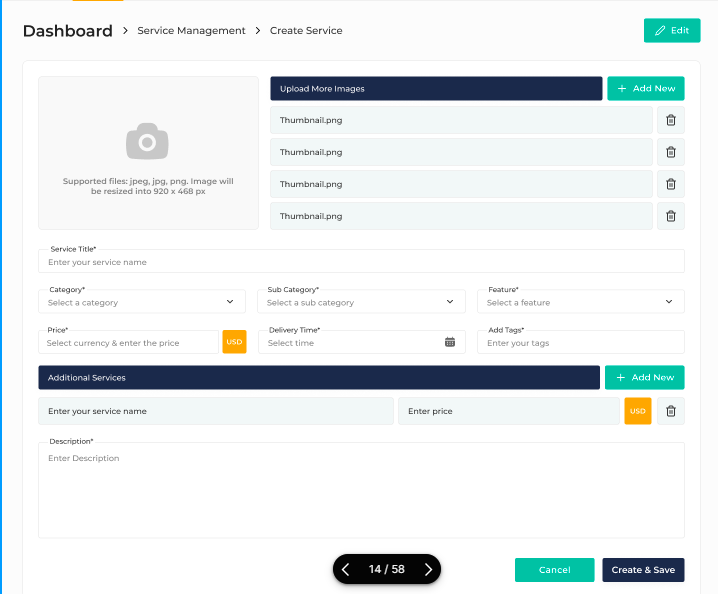 Dashboard > Service Management > Create Service
Edit
Supported files: jpeg, jpg, png. Image will
be resized into 920 x 468 px
Upload More Images
+ Add New
Thumbnail.png
Thumbnail.png
Thumbnail.png
Thumbnail.png
Service Title*
Enter your service name
Category*
Select a category
Sub Category*
Select a sub category
Feature*
Select a feature
Price*
Select currency & enter the price
USD
Delivery Time*
Select time
Add Tags*
Enter your tags
Additional Services
+ Add New
Enter your service name
Enter price
USD
Description*
Enter Description
14 / 58
Cancel
Create & Save